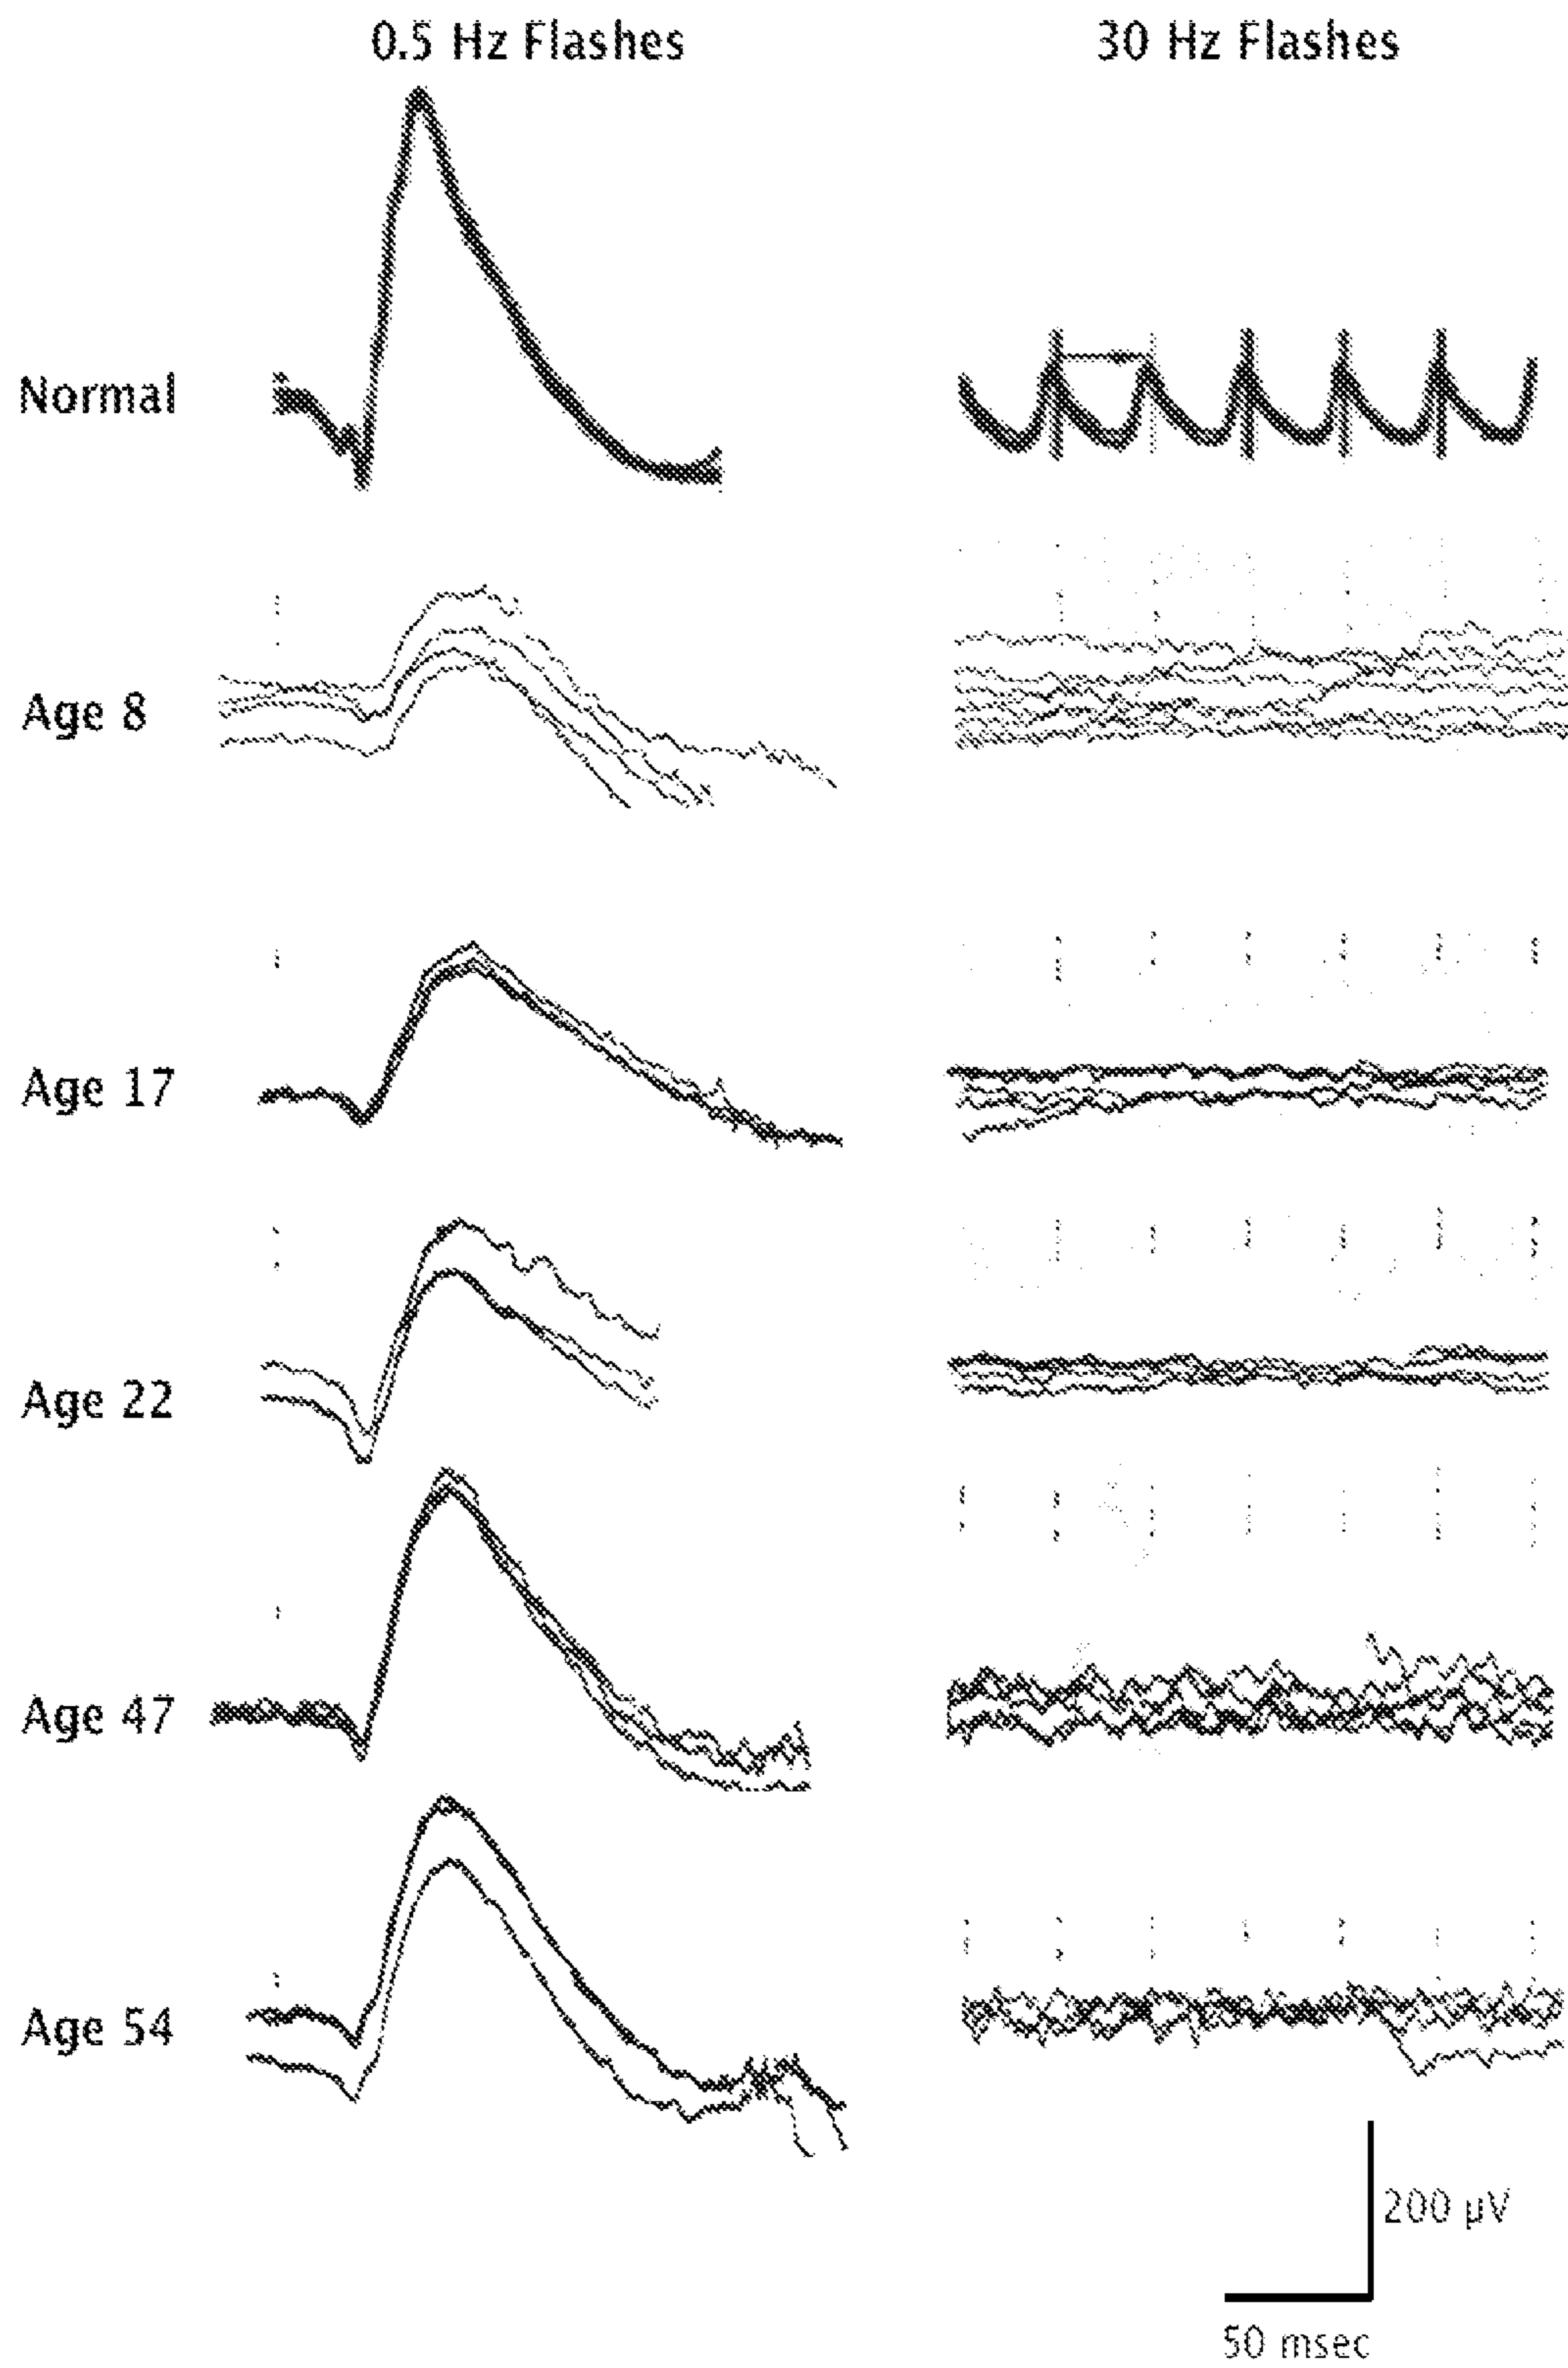 0.5 Hz Flashes 30 Hz Flashes
Normal
Age 8
Age 17
Age 22
Age 47
Age 54
200 µV
50 msec